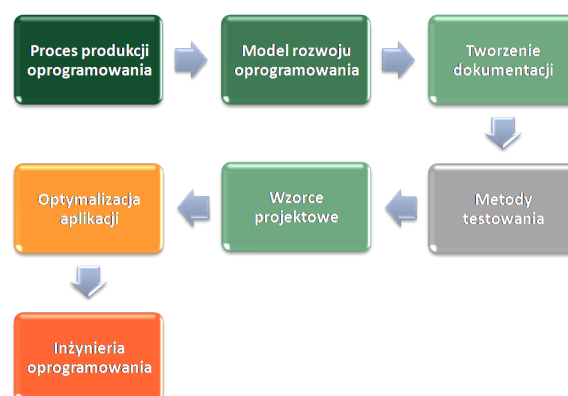 Proces produkcji
oprogramowania
Model rozwoju
oprogramowania
Tworzenie
dokumentacji
Metody
testowania
Wzorce
projektowe
Optymalizacja
aplikacji
Inżynieria
oprogramowania